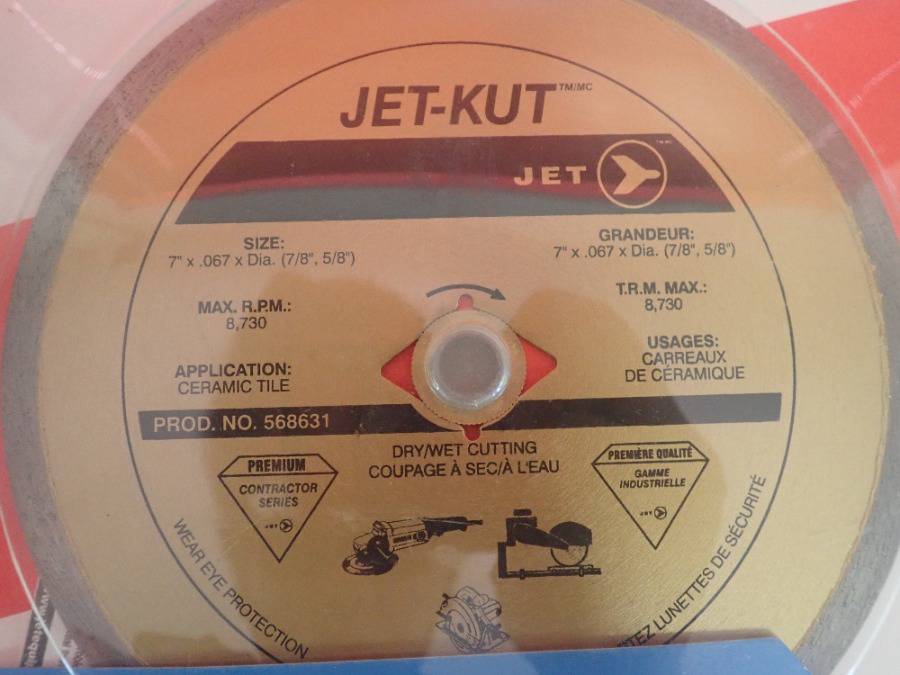 JET-KUT™/MC
JET
SIZE:
7" x .067 x Dia. (7/8", 5/8")
MAX. R.P.M.:
8,730
APPLICATION:
CERAMIC TILE
GRANDEUR:
7" x .067 x Dia. (7/8", 5/8")
T.R.M. MAX.:
8,730
USAGES:
CARREAUX
DE CÉRAMIQUE
PROD. NO. 568631
DRY/WET CUTTING
COUPAGE À SEC/À L'EAU
PREMIUM
CONTRACTOR
SERIES
JET
PREMIÈRE QUALITÉ
GAMME
INDUSTRIELLE
JET
WEAR EYE PROTECTION
LUNETTES DE SÉCURITÉ